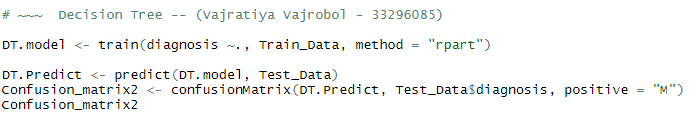 # ~~~  Decision Tree -- (Vajratiya Vajrobol - 33296085)
DT.model <- train(diagnosis ~., Train_Data, method = "rpart")
DT.Predict <- predict(DT.model, Test_Data)
Confusion_matrix2 <- confusionMatrix(DT.Predict, Test_Data$diagnosis, positive = "M")
Confusion_matrix2